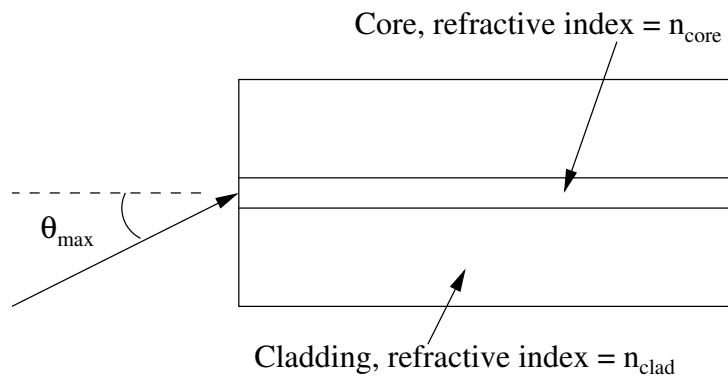 Core, refractive index = n_core
θ_max
Cladding, refractive index = n_clad